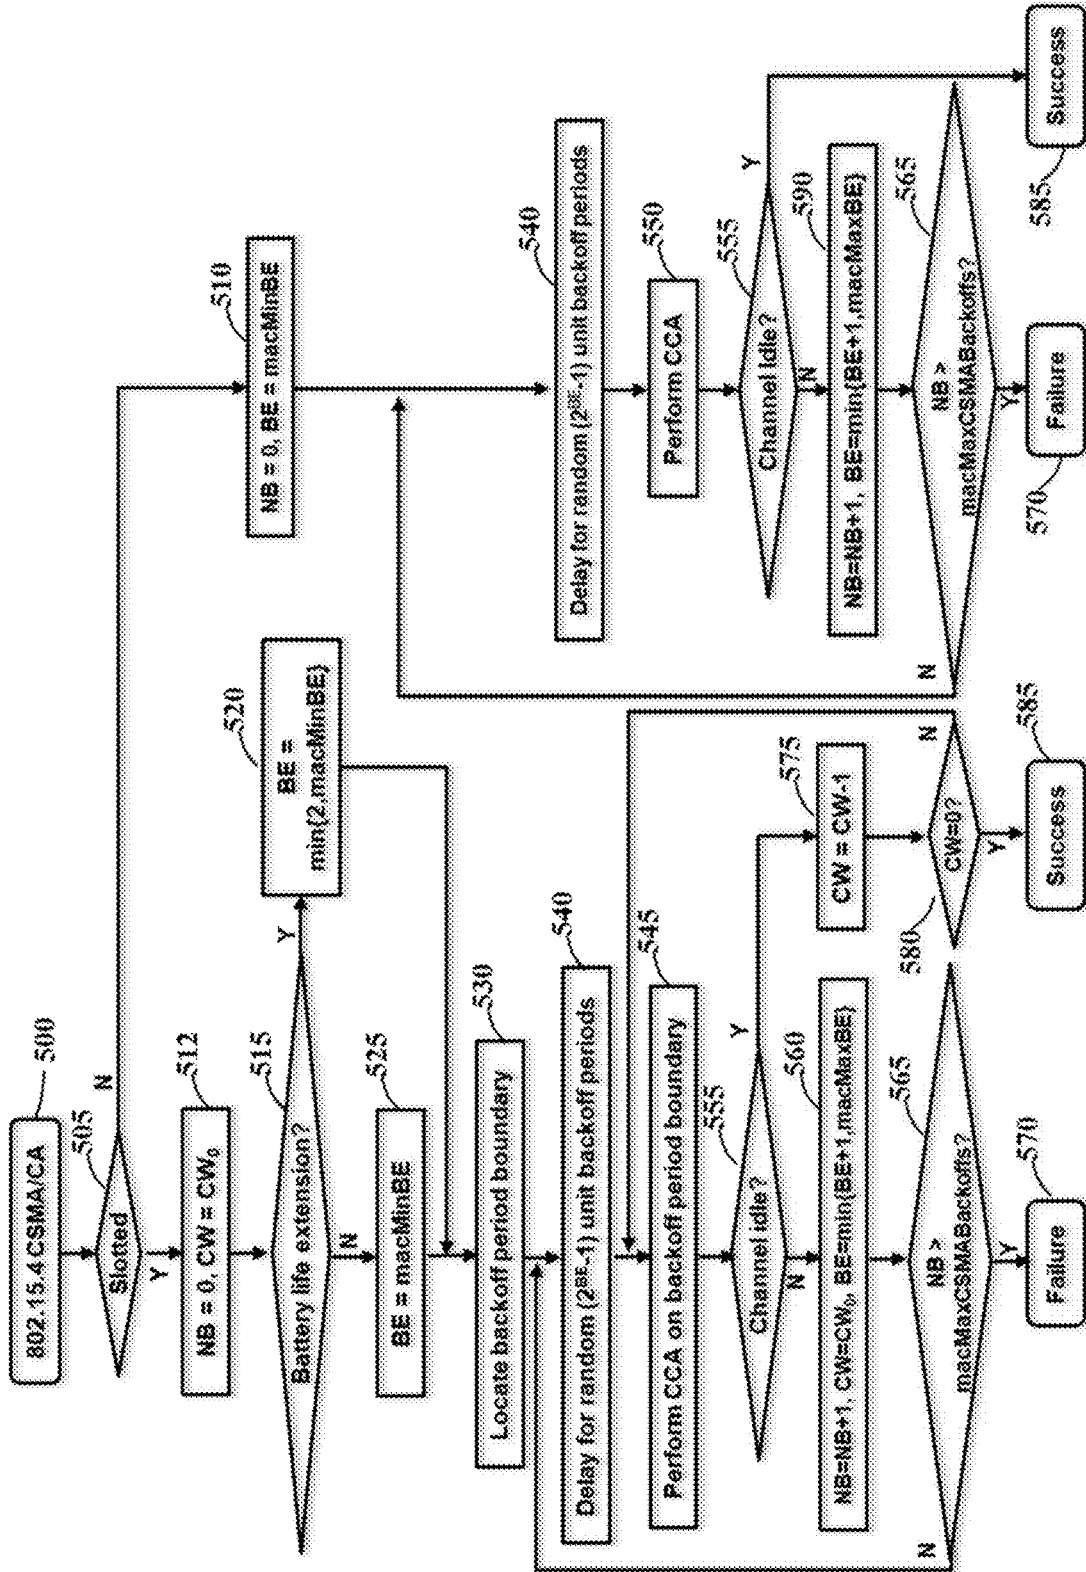 802.15.4 CSMA/CA
500
Slotted
505
N
Y
NB = 0, CW = CW₀
512
Battery life extension?
515
Y
N
BE =
min{2,macMinBE}
520
BE = macMinBE
525
Locate backoff period boundary
530
Delay for random (2ᴮᴱ-1) unit backoff periods
540
Perform CCA on backoff period boundary
545
Channel idle?
555
Y
N
CW = CW-1
575
NB=NB+1, CW=CW₀, BE=min{BE+1,macMaxBE}
560
CW=0?
580
N
Y
NB >
macMaxCSMABackoffs?
565
N
Y
Failure
570
Success
585
NB = 0, BE = macMinBE
510
Delay for random (2ᴮᴱ-1) unit backoff periods
540
Perform CCA
550
Channel Idle?
555
Y
N
NB=NB+1, BE=min{BE+1,macMaxBE}
590
NB >
macMaxCSMABackoffs?
565
N
Y
Failure
570
Success
585